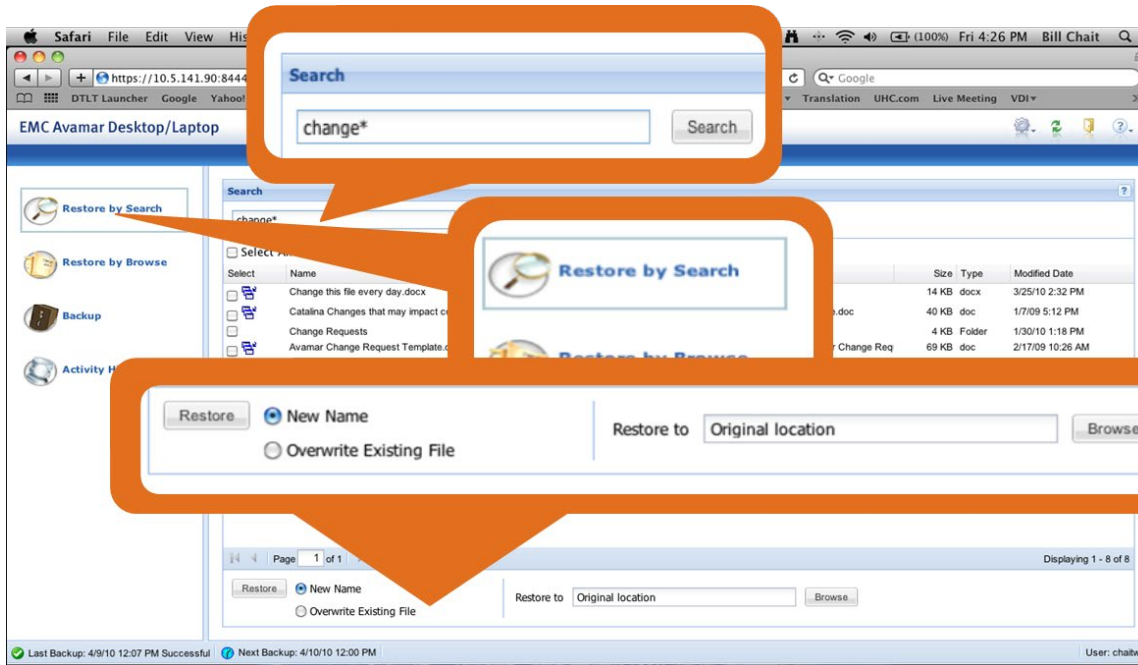 Safari File Edit View His (100%) Fri 4:26 PM Bill Chait
https://10.5.141.90:8444 Google
DTLT Launcher Google Yahoo! Translation UHC.com Live Meeting VDI
EMC Avamar Desktop/Laptop
Search
change*
Search
Restore by Search
Restore by Browse
Backup
Activity H
Search
change*
Select
Select Name Size Type Modified Date
Change this file every day.docx 14 KB docx 3/25/10 2:32 PM
Catalina Changes that may impact .doc 40 KB doc 1/7/09 5:12 PM
Change Requests 4 KB Folder 1/30/10 1:18 PM
Avamar Change Request Template. Change Req 69 KB doc 2/17/09 10:26 AM
Restore by Search
Restore by Browse
Restore
New Name
Overwrite Existing File
Restore to Original location Browse
Page 1 of 1 Displaying 1 - 8 of 8
Restore
New Name
Overwrite Existing File
Restore to Original location Browse
Last Backup: 4/9/10 12:07 PM Successful Next Backup: 4/10/10 12:00 PM User: chaitw